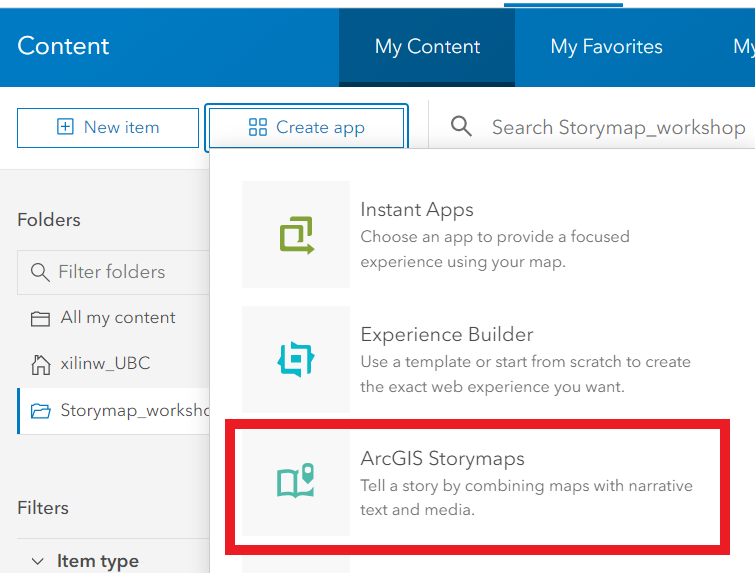 Content
My Content
My Favorites
My
New item
Create app
Search Storymap_workshop
Folders
Filter folders
All my content
xilinw_UBC
Storymap_workshc
Filters
Item type
Instant Apps
Choose an app to provide a focused
experience using your map.
Experience Builder
Use a template or start from scratch to create
the exact web experience you want.
ArcGIS Storymaps
Tell a story by combining maps with narrative
text and media.